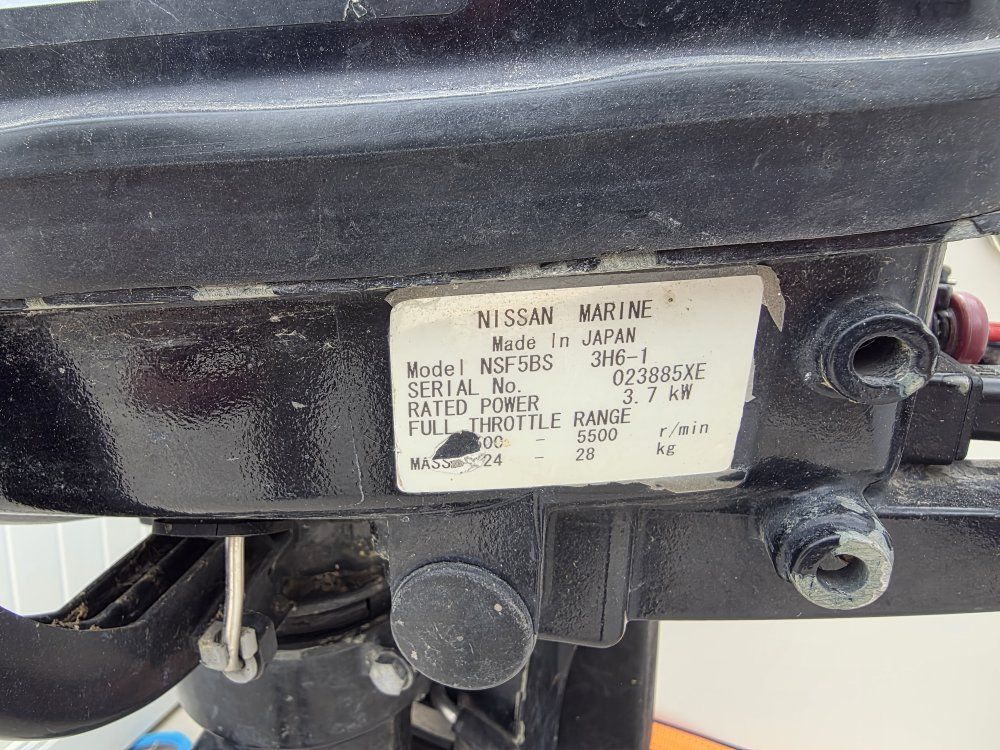 NISSAN MARINE
Made In JAPAN
Model NSF5BS 3H6-1
SERIAL No. 023885XE
RATED POWER 3.7 kW
FULL THROTTLE RANGE
- 5500 r/min
MASS 24 - 28 kg